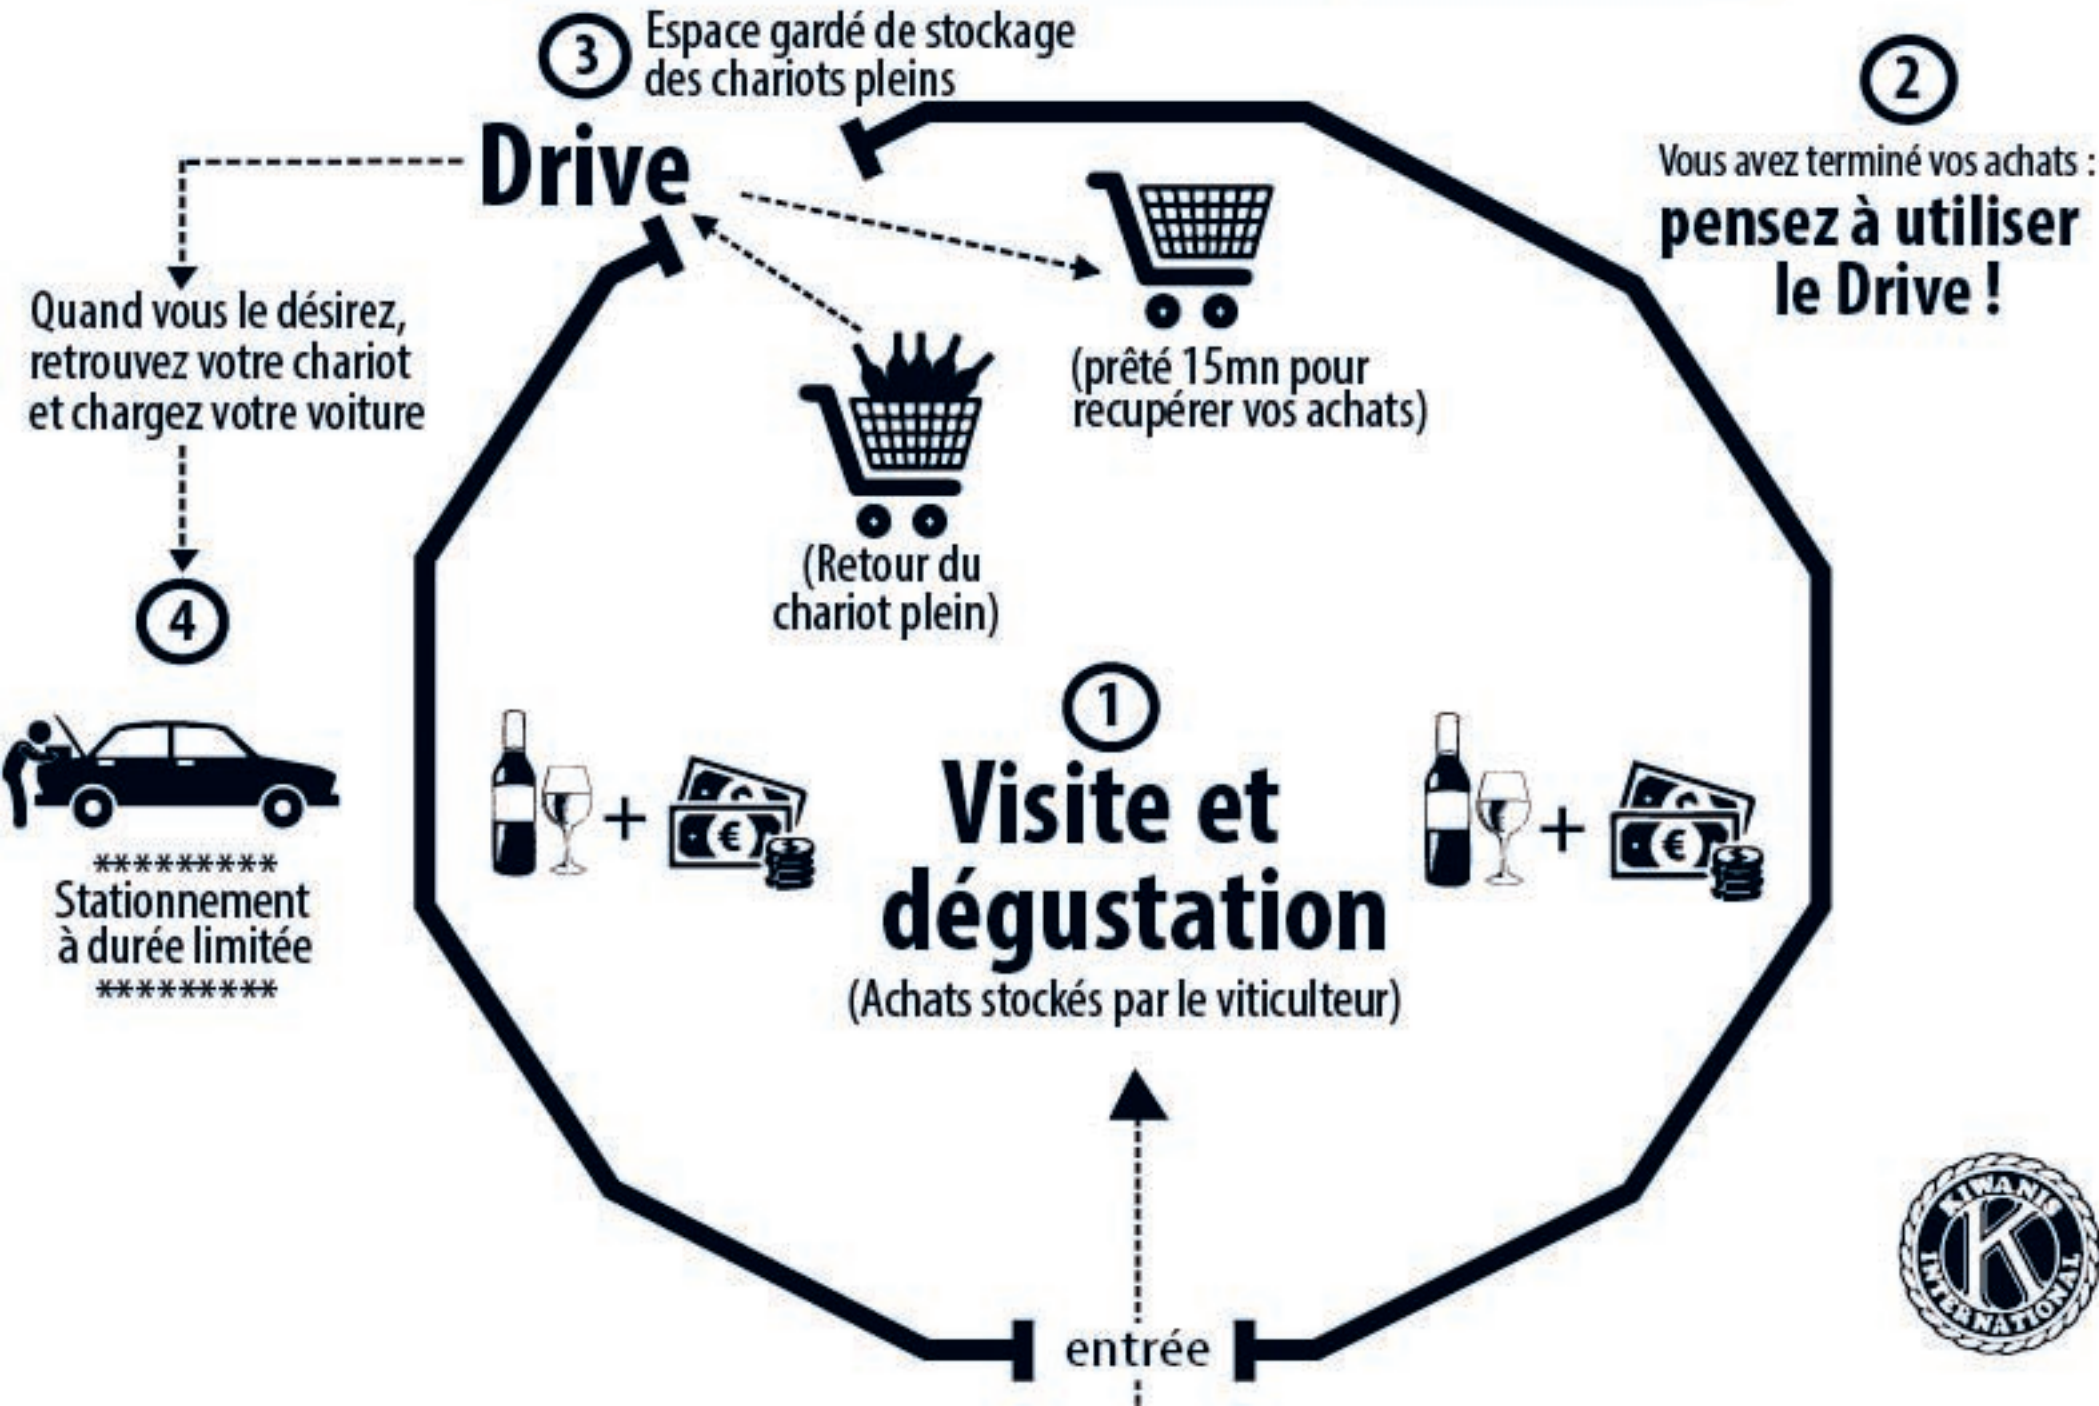 3
Espace gardé de stockage
des chariots pleins
Drive
2
Vous avez terminé vos achats :
pensez à utiliser
le Drive !
Quand vous le désirez,
retrouvez votre chariot
et chargez votre voiture
(prêté 15mn pour
recupérer vos achats)
(Retour du
chariot plein)
4
*********
Stationnement
à durée limitée
*********
1
Visite et
dégustation
(Achats stockés par le viticulteur)
+
€
+
€
entrée
KIWANIS
K
INTERNATIONAL